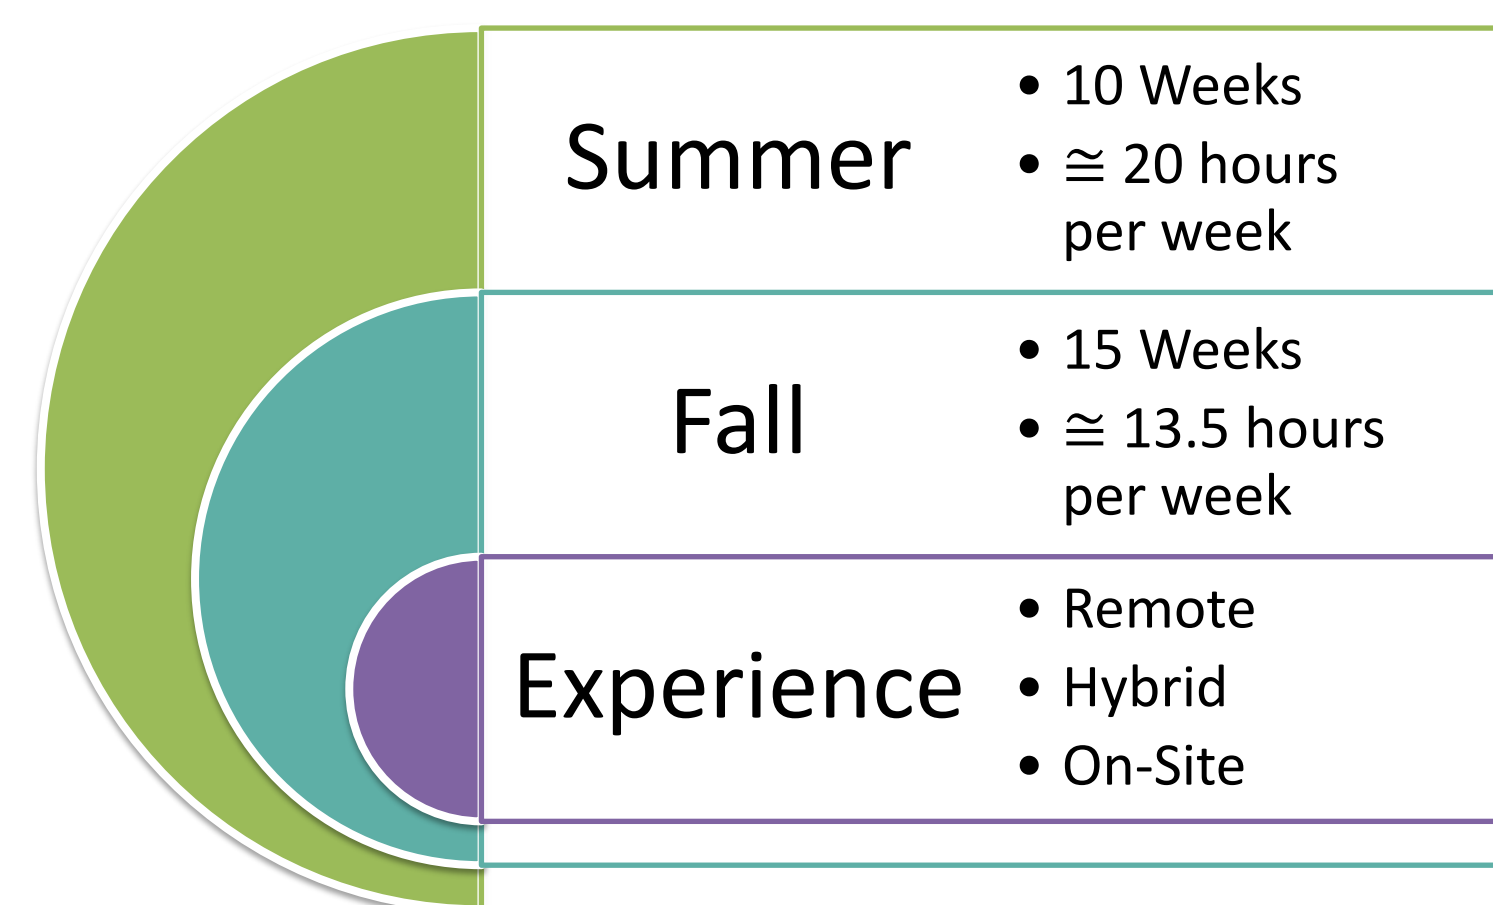 Summer
• 10 Weeks
• ≅ 20 hours
per week
Fall
• 15 Weeks
• ≅ 13.5 hours
per week
Experience
• Remote
• Hybrid
• On-Site